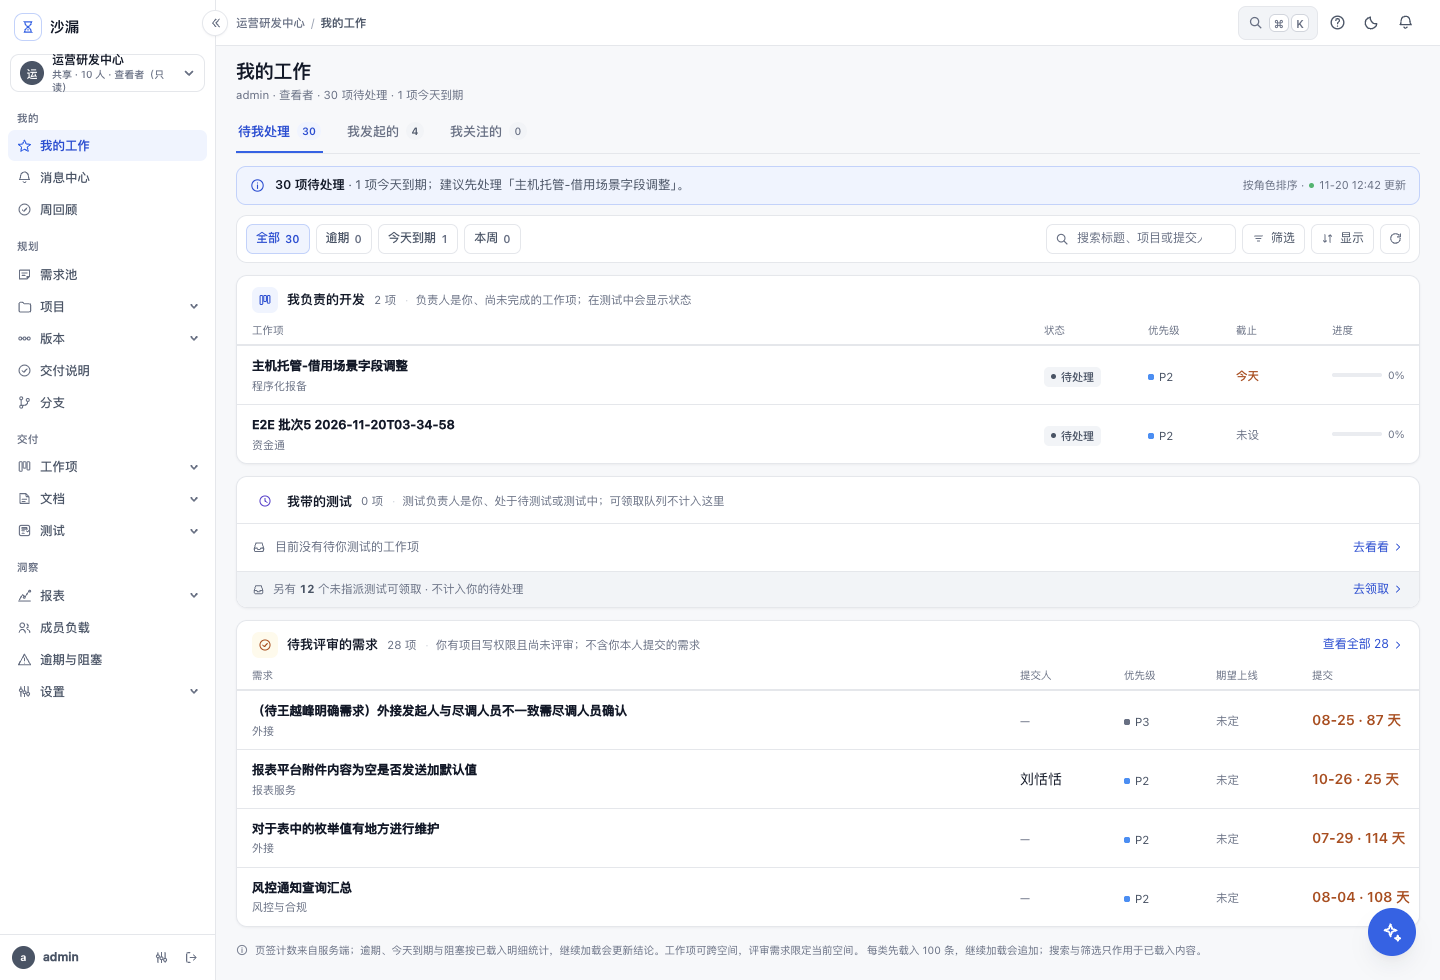 沙漏
运营研发中心 / 我的工作
⌘ K
运
运营研发中心
共享 · 10 人 · 查看者（只读）
我的
我的工作
消息中心
周回顾
规划
需求池
项目
版本
交付说明
分支
交付
工作项
文档
测试
洞察
报表
成员负载
逾期与阻塞
设置
a admin
我的工作
admin · 查看者 · 30 项待处理 · 1 项今天到期
待我处理 30 我发起的 4 我关注的 0
30 项待处理 · 1 项今天到期；建议先处理「主机托管-借用场景字段调整」。 按角色排序 · 11-20 12:42 更新
全部 30 逾期 0 今天到期 1 本周 0 搜索标题、项目或提交人 筛选 显示
我负责的开发 2 项 · 负责人是你、尚未完成的工作项；在测试中会显示状态
工作项 状态 优先级 截止 进度
主机托管-借用场景字段调整
程序化报备
待处理 P2 今天 0%
E2E 批次5 2026-11-20T03-34-58
资金通
待处理 P2 未设 0%
我带的测试 0 项 · 测试负责人是你、处于待测试或测试中；可领取队列不计入这里
目前没有待你测试的工作项 去看看
另有 12 个未指派测试可领取 · 不计入你的待处理 去领取
待我评审的需求 28 项 · 你有项目写权限且尚未评审；不含你本人提交的需求 查看全部 28
需求 提交人 优先级 期望上线 提交
（待王越峰明确需求）外接发起人与尽调人员不一致需尽调人员确认
外接
— P3 未定 08-25 · 87 天
报表平台附件内容为空是否发送加默认值
报表服务
刘恬恬 P2 未定 10-26 · 25 天
对于表中的枚举值有地方进行维护
外接
— P2 未定 07-29 · 114 天
风控通知查询汇总
风控与合规
— P2 未定 08-04 · 108 天
页签计数来自服务端；逾期、今天到期与阻塞按已载入明细统计，继续加载会更新结论。工作项可跨空间，评审需求限定当前空间。 每类先载入 100 条，继续加载会追加；搜索与筛选只作用于已载入内容。